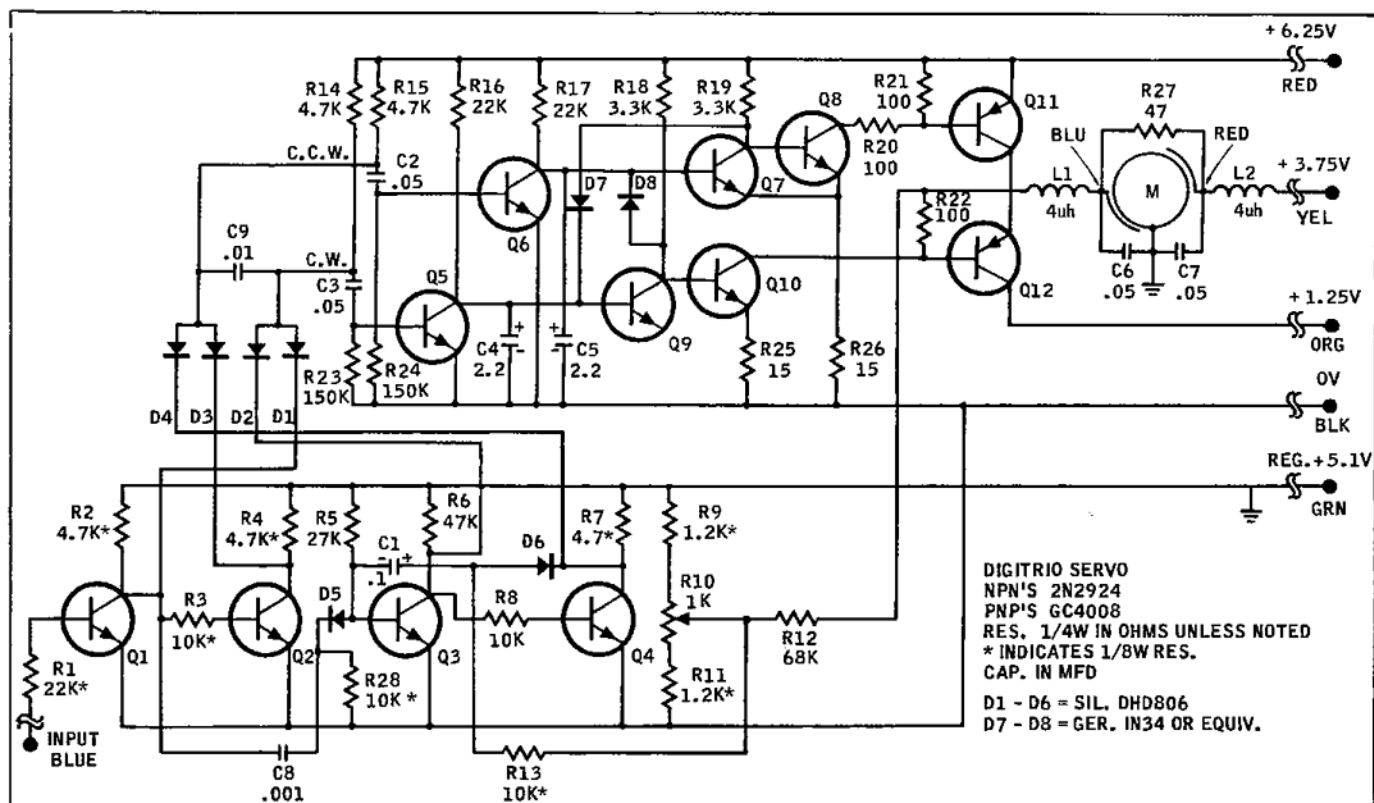 + 6.25V
RED
R14
4.7K
R15
4.7K
R16
22K
R17
22K
R18
3.3K
R19
3.3K
Q8
R21
100
Q11
R27
47
R20
100
BLU
RED
+ 3.75V
C.C.W.
C2
.05
D7
D8
Q7
L1
4uh
M
L2
4uh
YEL
R22
100
Q6
C9
.01
C.W.
C3
.05
Q5
Q10
Q12
C6
.05
C7
.05
+ 1.25V
ORG
+
-
+
-
C4
2.2
C5
2.2
Q9
R25
15
R26
15
R23
150K
R24
150K
0V
BLK
D4
D3
D2
D1
REG.+5.1V
GRN
R2
4.7K*
R4
4.7K*
R5
27K
R6
47K
R7
4.7*
R9
1.2K*
C1
-
+
.1
D6
R10
1K
R3
10K*
D5
R8
10K
R12
68K
Q1
Q2
Q3
Q4
R1
22K*
R28
10K*
R11
1.2K*
INPUT
BLUE
C8
.001
R13
10K*
DIGITRIO SERVO
NPN'S 2N2924
PNP'S GC4008
RES. 1/4W IN OHMS UNLESS NOTED
* INDICATES 1/8W RES.
CAP. IN MFD
D1 - D6 = SIL. DHD806
D7 - D8 = GER. IN34 OR EQUIV.